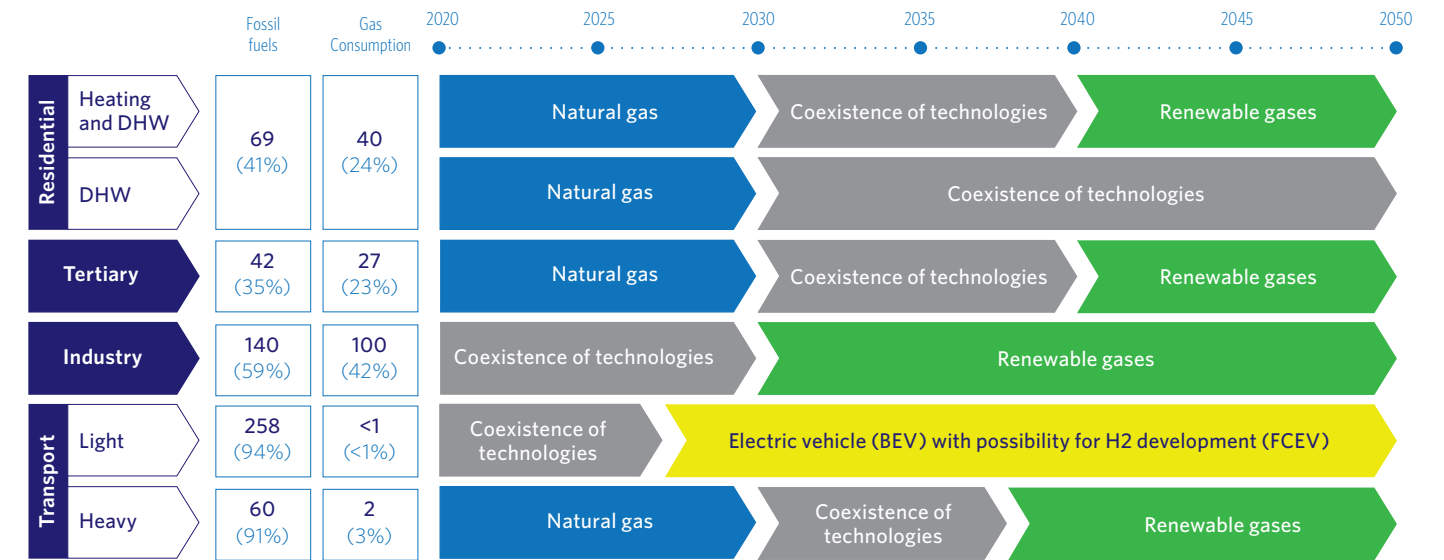 Fossil
fuels
Gas
Consumption
2020
2025
2030
2035
2040
2045
2050
Residential
Heating
and DHW
69
(41%)
40
(24%)
Natural gas
Coexistence of technologies
Renewable gases
DHW
Natural gas
Coexistence of technologies
Tertiary
42
(35%)
27
(23%)
Natural gas
Coexistence of technologies
Renewable gases
Industry
140
(59%)
100
(42%)
Coexistence of technologies
Renewable gases
Transport
Light
258
(94%)
<1
(<1%)
Coexistence of
technologies
Electric vehicle (BEV) with possibility for H2 development (FCEV)
Heavy
60
(91%)
2
(3%)
Natural gas
Coexistence of
technologies
Renewable gases